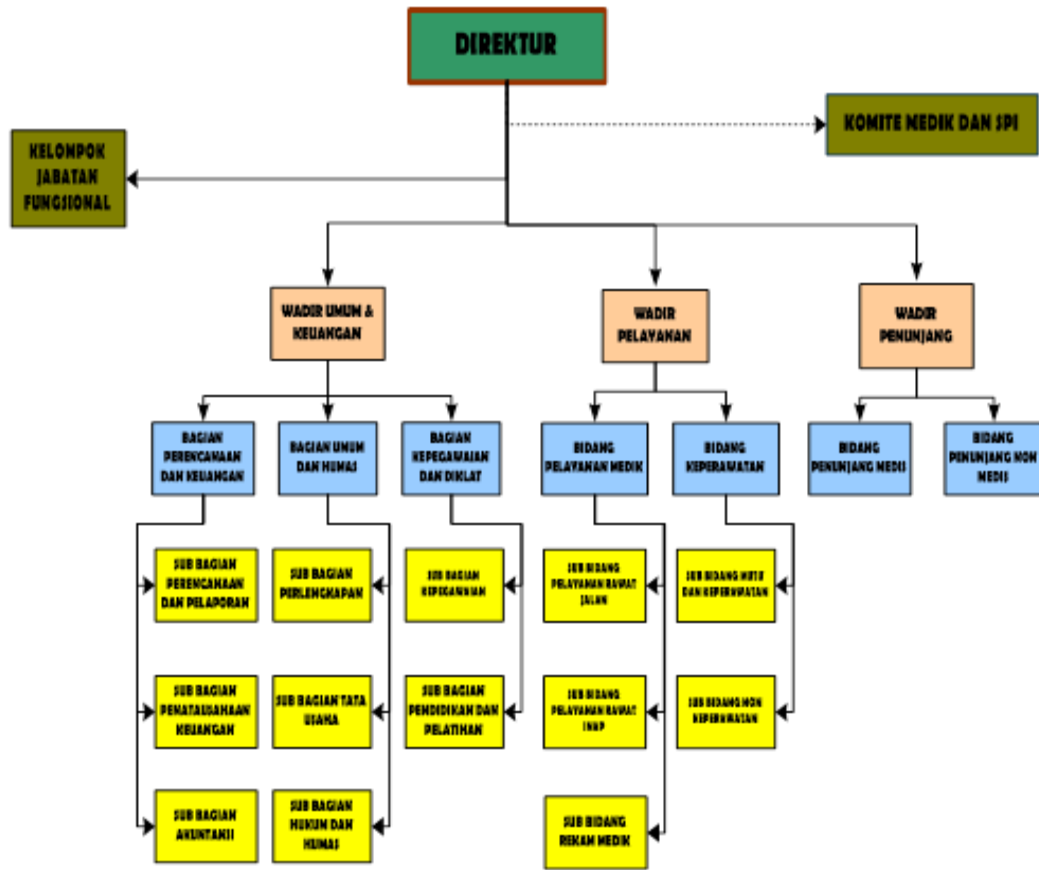 DIREKTUR
KOMITE MEDIK DAN SPI
KELOMPOK
JABATAN
FUNGSIONAL
WADIR UMUM &
KEUANGAN
WADIR
PELAYANAN
WADIR
PENUNJANG
BAGIAN
PERENCANAAN
DAN KEUANGAN
BAGIAN UMUM
DAN HUMAS
BAGIAN
KEPEGAWAIAN
DAN DIKLAT
BIDANG
PELAYANAN MEDIK
BIDANG
KEPERAWATAN
BIDANG
PENUNJANG MEDIS
BIDANG
PENUNJANG NON
MEDIS
SUB BAGIAN
PERENCANAAN
DAN PELAPORAN
SUB BAGIAN
PERLENGKAPAN
SUB BAGIAN
KEPEGAWAIAN
SUB BIDANG
PELAYANAN RAWAT
JALAN
SUB BIDANG MUTU
DAN KEPERAWATAN
SUB BAGIAN
PENATAUSAHAAN
KEUANGAN
SUB BAGIAN TATA
USAHA
SUB BAGIAN
PENDIDIKAN DAN
PELATIHAN
SUB BIDANG
PELAYANAN RAWAT
INAP
SUB BIDANG NON
KEPERAWATAN
SUB BAGIAN
AKUNTANSI
SUB BAGIAN
HUKUM DAN
HUMAS
SUB BIDANG
REKAM MEDIK